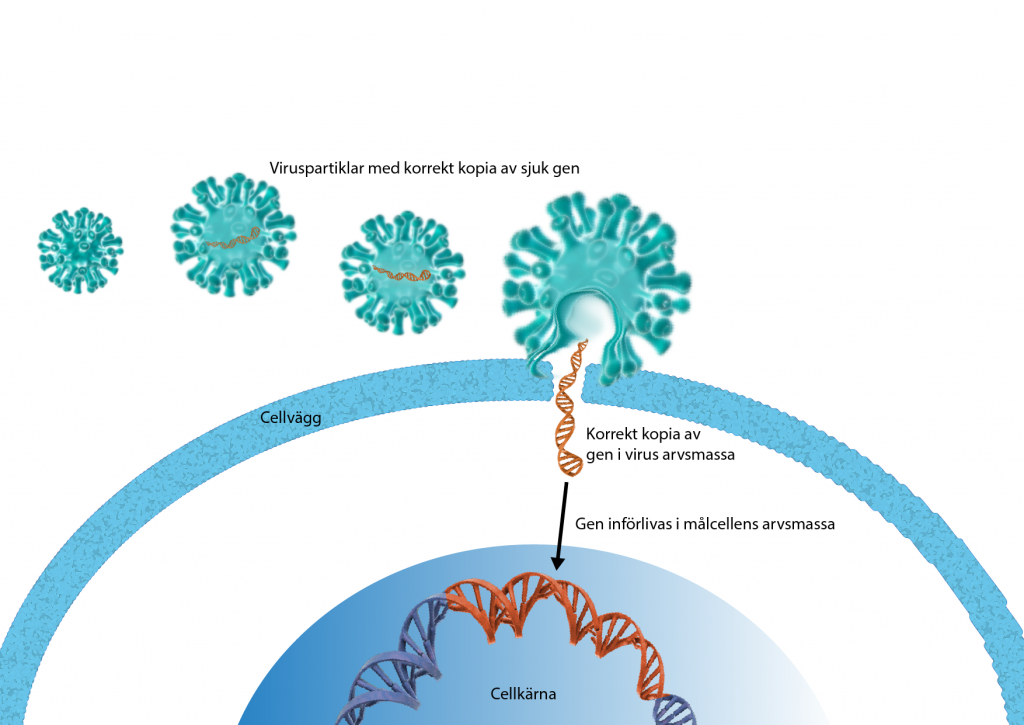 Viruspartiklar med korrekt kopia av sjuk gen
Cellvägg
Korrekt kopia av
gen i virus arvsmassa
Gen införlivas i målcellens arvsmassa
Cellkärna